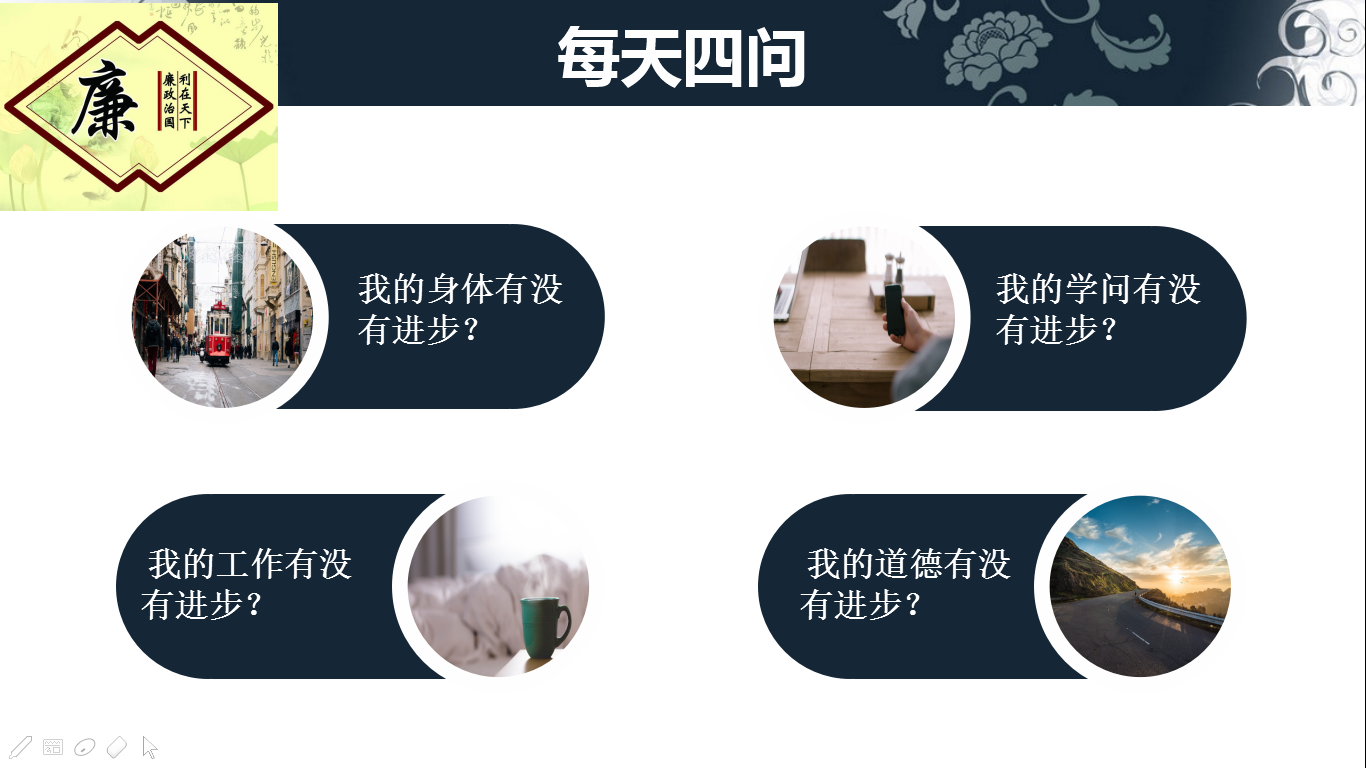 每天四问
廉
利在天下
廉政治国
我的身体有没
有进步？
我的学问有没
有进步？
我的工作有没
有进步？
我的道德有没
有进步？